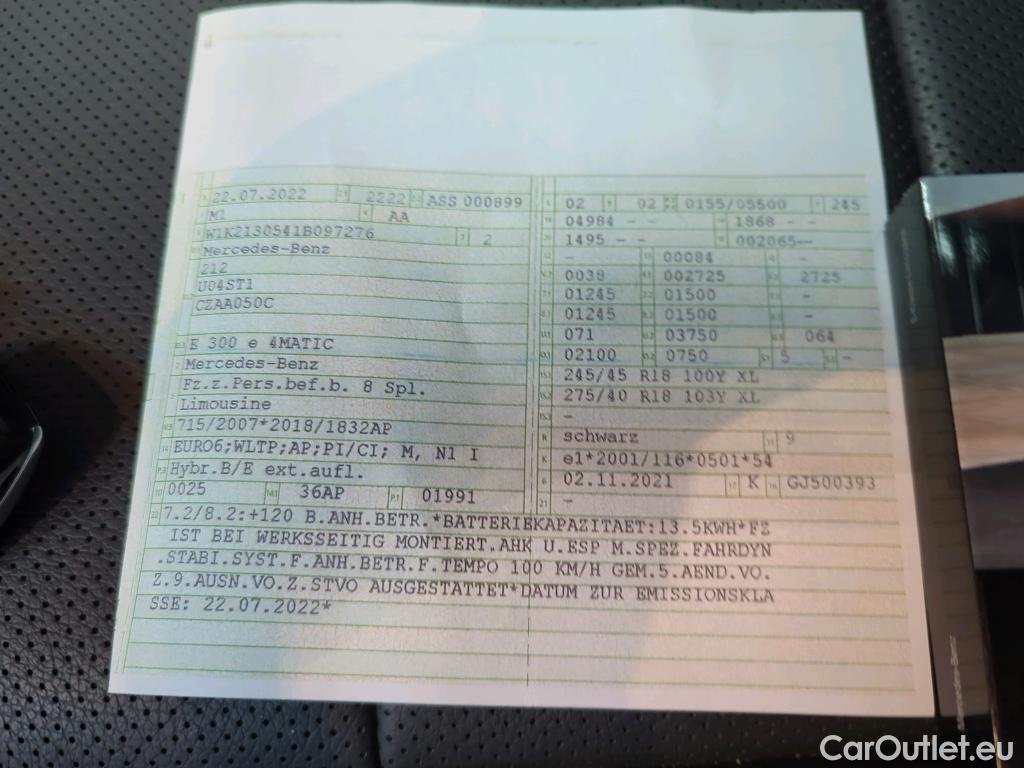 22.07.2022 2222 ASS 000899
M1 AA
W1K2130541B097276 2
Mercedes-Benz
212
U04ST1
CZAA050C
E 300 e 4MATIC
Mercedes-Benz
Fz.z.Pers.bef.b. 8 Spl.
Limousine
715/2007*2018/1832AP
EURO6;WLTP;AP;PI/CI; M, N1 I
Hybr.B/E ext.aufl.
0025 36AP 01991
02 02 0155/05500 245
04984 - - 1868 - -
1495 - - 002065--
- 00084 -
0038 002725 2725
01245 01500 -
01245 01500 -
071 03750 064
02100 0750 5 -
245/45 R18 100Y XL
275/40 R18 103Y XL
-
schwarz 9
e1*2001/116*0501*54
02.11.2021 K GJ500393
-
7.2/8.2:+120 B.ANH.BETR.*BATTERIEKAPAZITAET:13.5KWH*FZ
IST BEI WERKSSEITIG MONTIERT.AHK U.ESP M.SPEZ.FAHRDYN
.STABI.SYST.F.ANH.BETR.F.TEMPO 100 KM/H GEM.5.AEND.VO.
Z.9.AUSN.VO.Z.STVO AUSGESTATTET*DATUM ZUR EMISSIONSKLA
SSE: 22.07.2022*
Mercedes-Benz
CarOutlet.eu